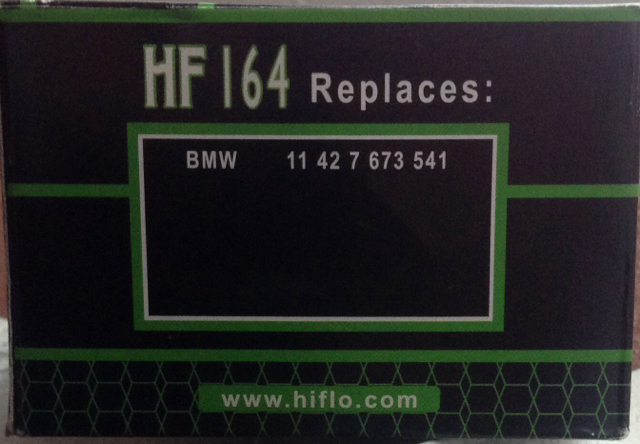 HF164 Replaces:
BMW 11 42 7 673 541
www.hiflo.com